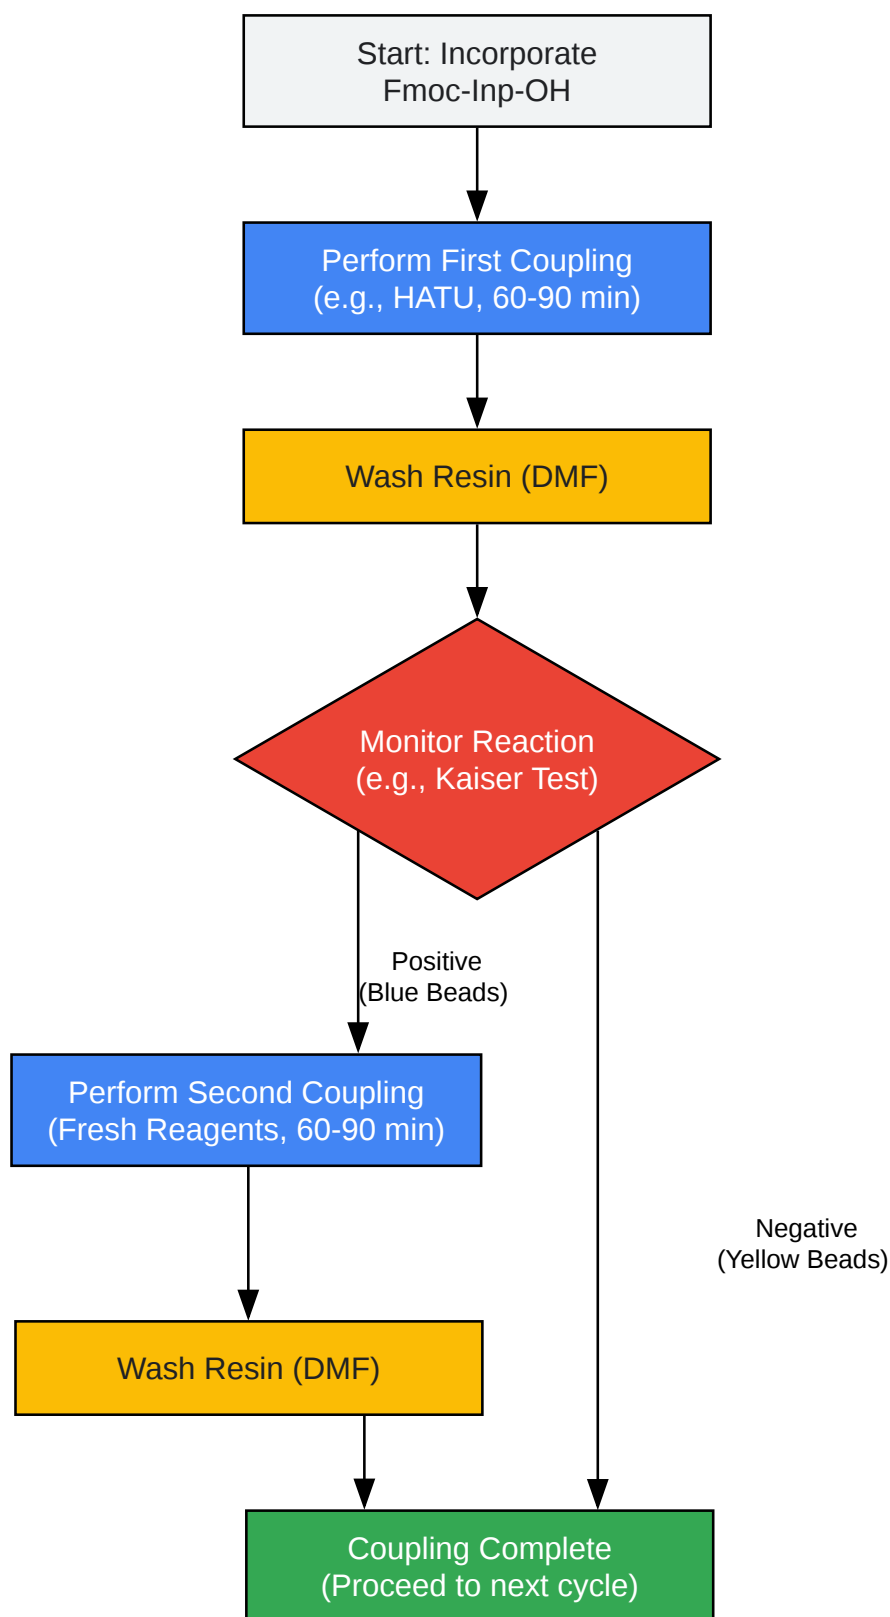 Start: Incorporate
Fmoc-Inp-OH
Perform First Coupling
(e.g., HATU, 60-90 min)
Wash Resin (DMF)
Monitor Reaction
(e.g., Kaiser Test)
Positive
(Blue Beads)
Perform Second Coupling
(Fresh Reagents, 60-90 min)
Negative
(Yellow Beads)
Wash Resin (DMF)
Coupling Complete
(Proceed to next cycle)